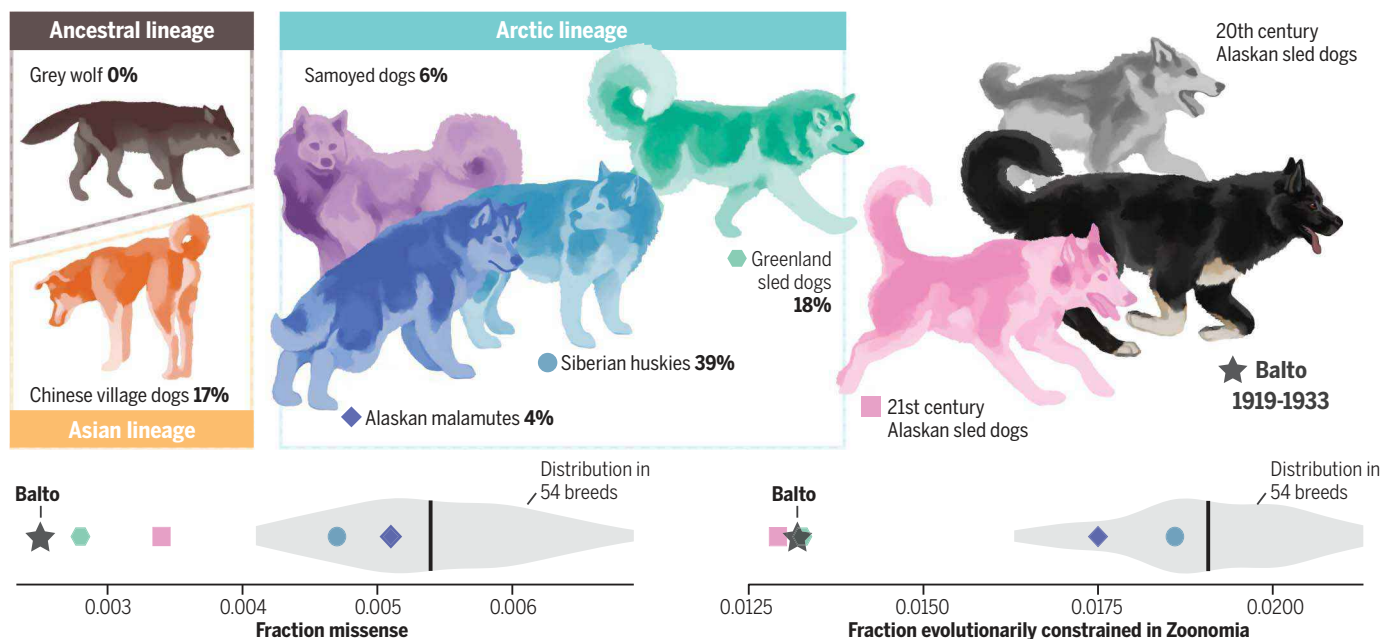 Ancestral lineage
Grey wolf 0%
Chinese village dogs 17%
Asian lineage
Arctic lineage
Samoyed dogs 6%
Greenland
sled dogs
18%
Siberian huskies 39%
Alaskan malamutes 4%
20th century
Alaskan sled dogs
Balto
1919-1933
21st century
Alaskan sled dogs
Balto
Distribution in
54 breeds
0.003 0.004 0.005 0.006
Fraction missense
Balto
Distribution in
54 breeds
0.0125 0.0150 0.0175 0.0200
Fraction evolutionarily constrained in Zoonomia